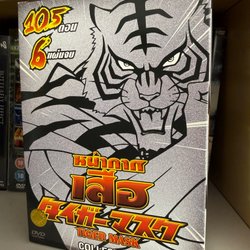 105 ตอน
6 แผ่นจบ
หน้ากาก
เสือ
タイガーマスク
TIGER MASK
DVD
COLLE